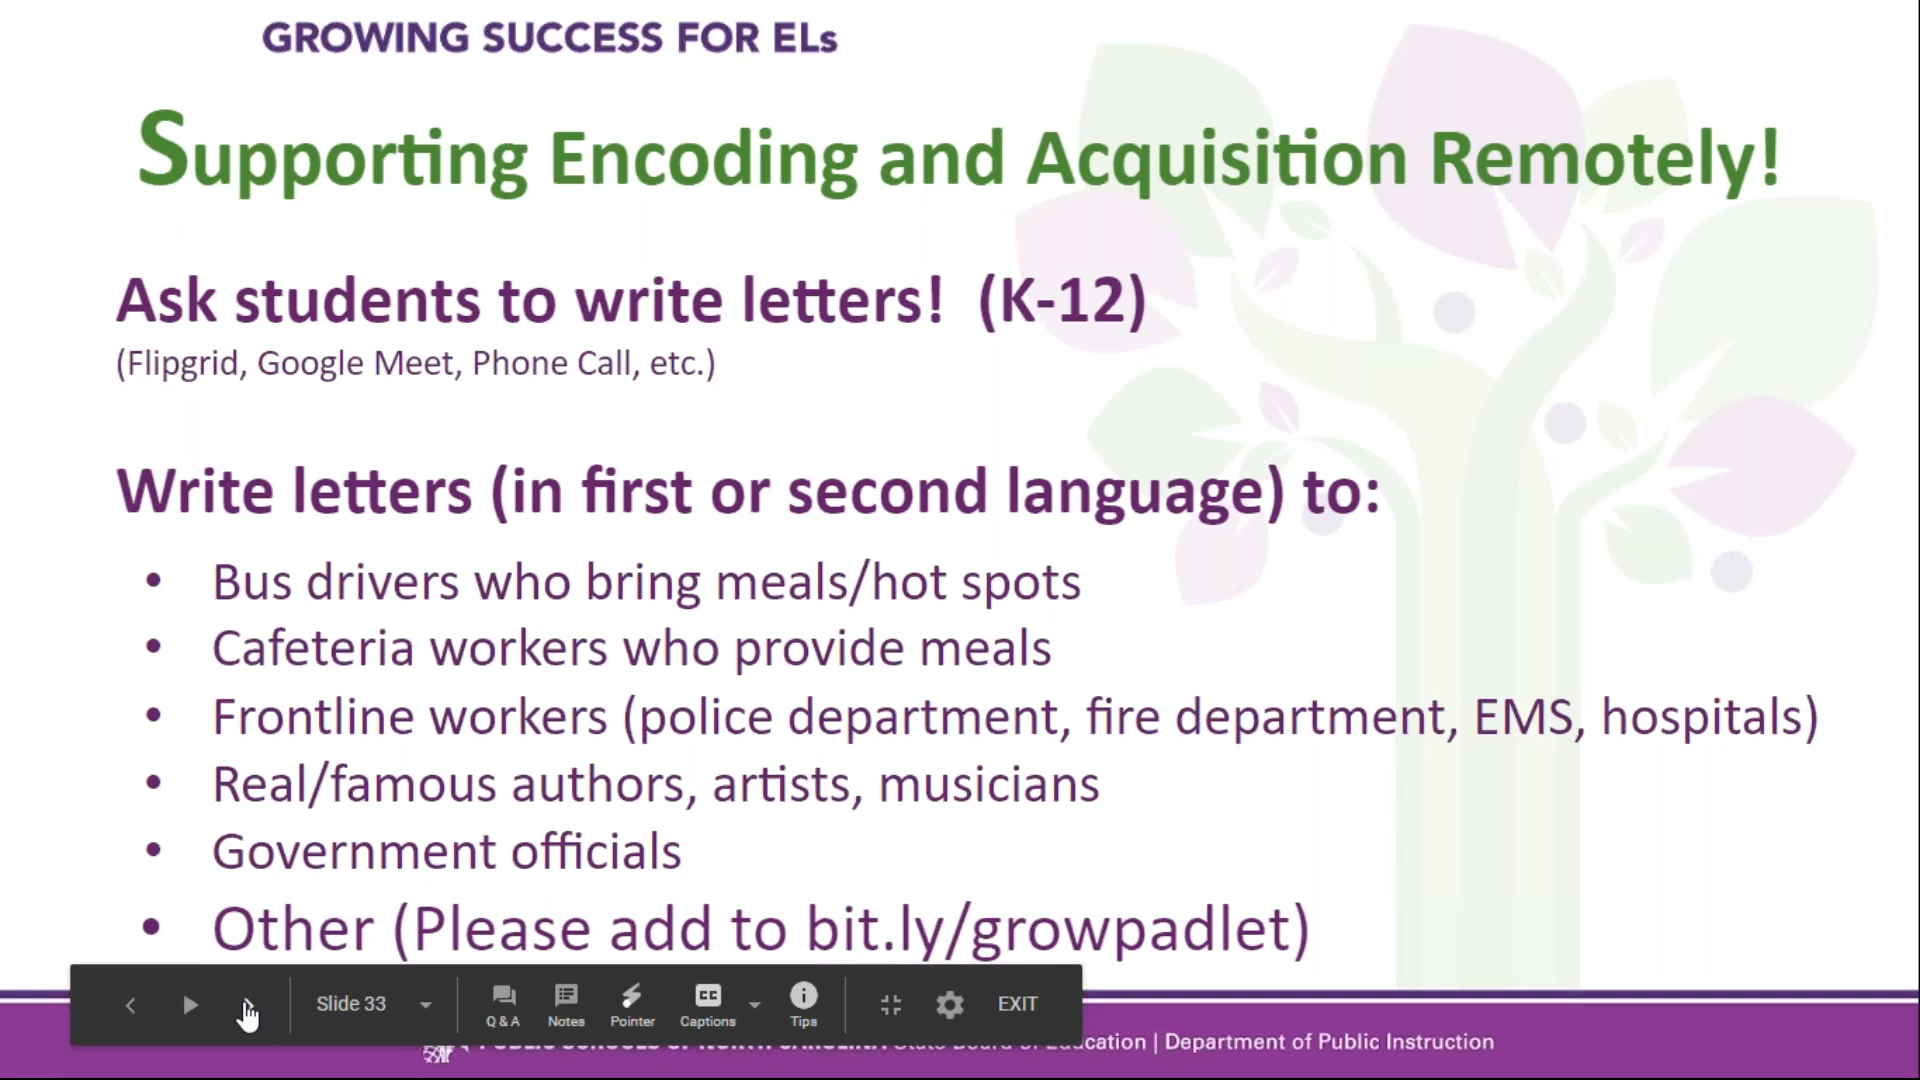 GROWING SUCCESS FOR ELs
Supporting Encoding and Acquisition Remotely!
Ask students to write letters! (K-12)
(Flipgrid, Google Meet, Phone Call, etc.)
Write letters (in first or second language) to:
• Bus drivers who bring meals/hot spots
• Cafeteria workers who provide meals
• Frontline workers (police department, fire department, EMS, hospitals)
• Real/famous authors, artists, musicians
• Government officials
• Other (Please add to bit.ly/growpadlet)
Slide 33 Q & A Notes Pointer CC Captions Tips EXIT
cation | Department of Public Instruction